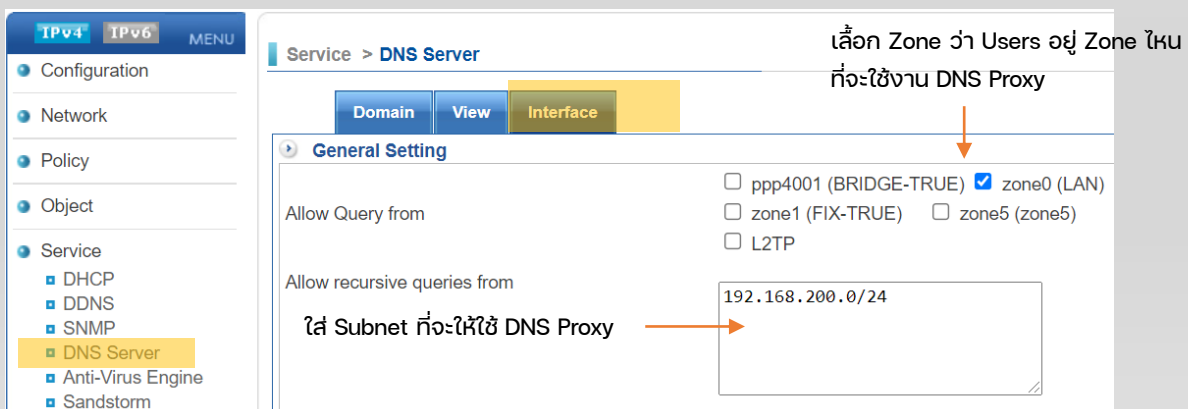 IPv4 IPv6 MENU
Configuration
Network
Policy
Object
Service
DHCP
DDNS
SNMP
DNS Server
Anti-Virus Engine
Sandstorm
Service > DNS Server
เลื้อก Zone ว่า Users อยู่ Zone ไหน
ที่จะใช้งาน DNS Proxy
Domain View Interface
General Setting
Allow Query from
ppp4001 (BRIDGE-TRUE) zone0 (LAN)
zone1 (FIX-TRUE) zone5 (zone5)
L2TP
Allow recursive queries from
192.168.200.0/24
ใส่ Subnet ที่จะให้ใช้ DNS Proxy